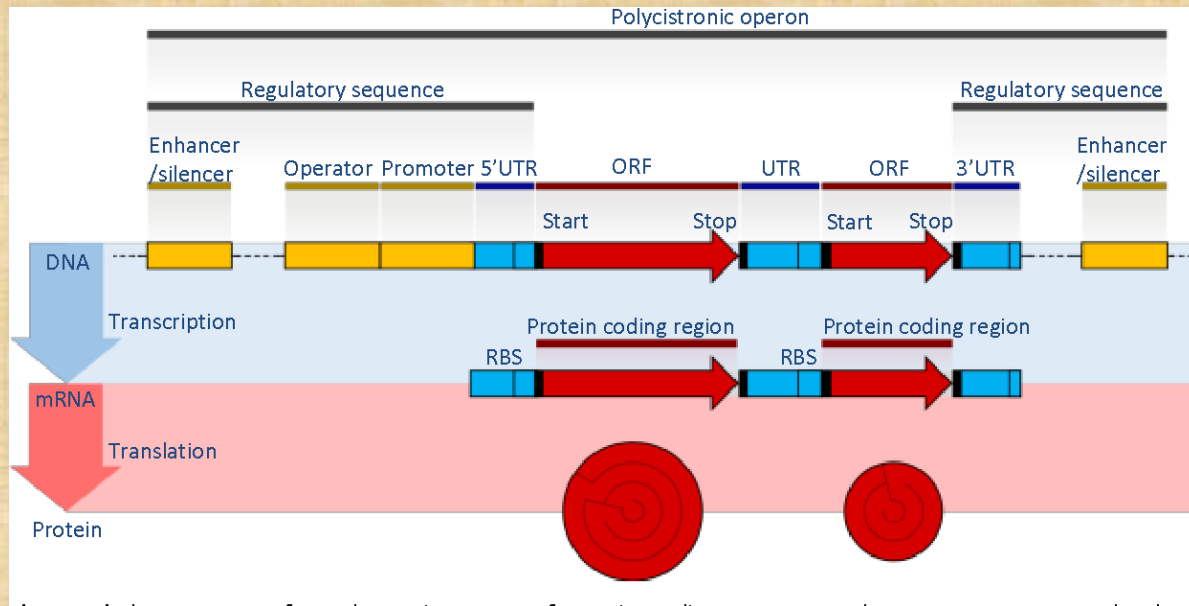 Polycistronic operon
Regulatory sequence
Regulatory sequence
Enhancer
/silencer
Operator
Promoter
5'UTR
ORF
UTR
ORF
3'UTR
Enhancer
/silencer
Start
Stop
Start
Stop
DNA
Transcription
Protein coding region
Protein coding region
RBS
RBS
mRNA
Translation
Protein